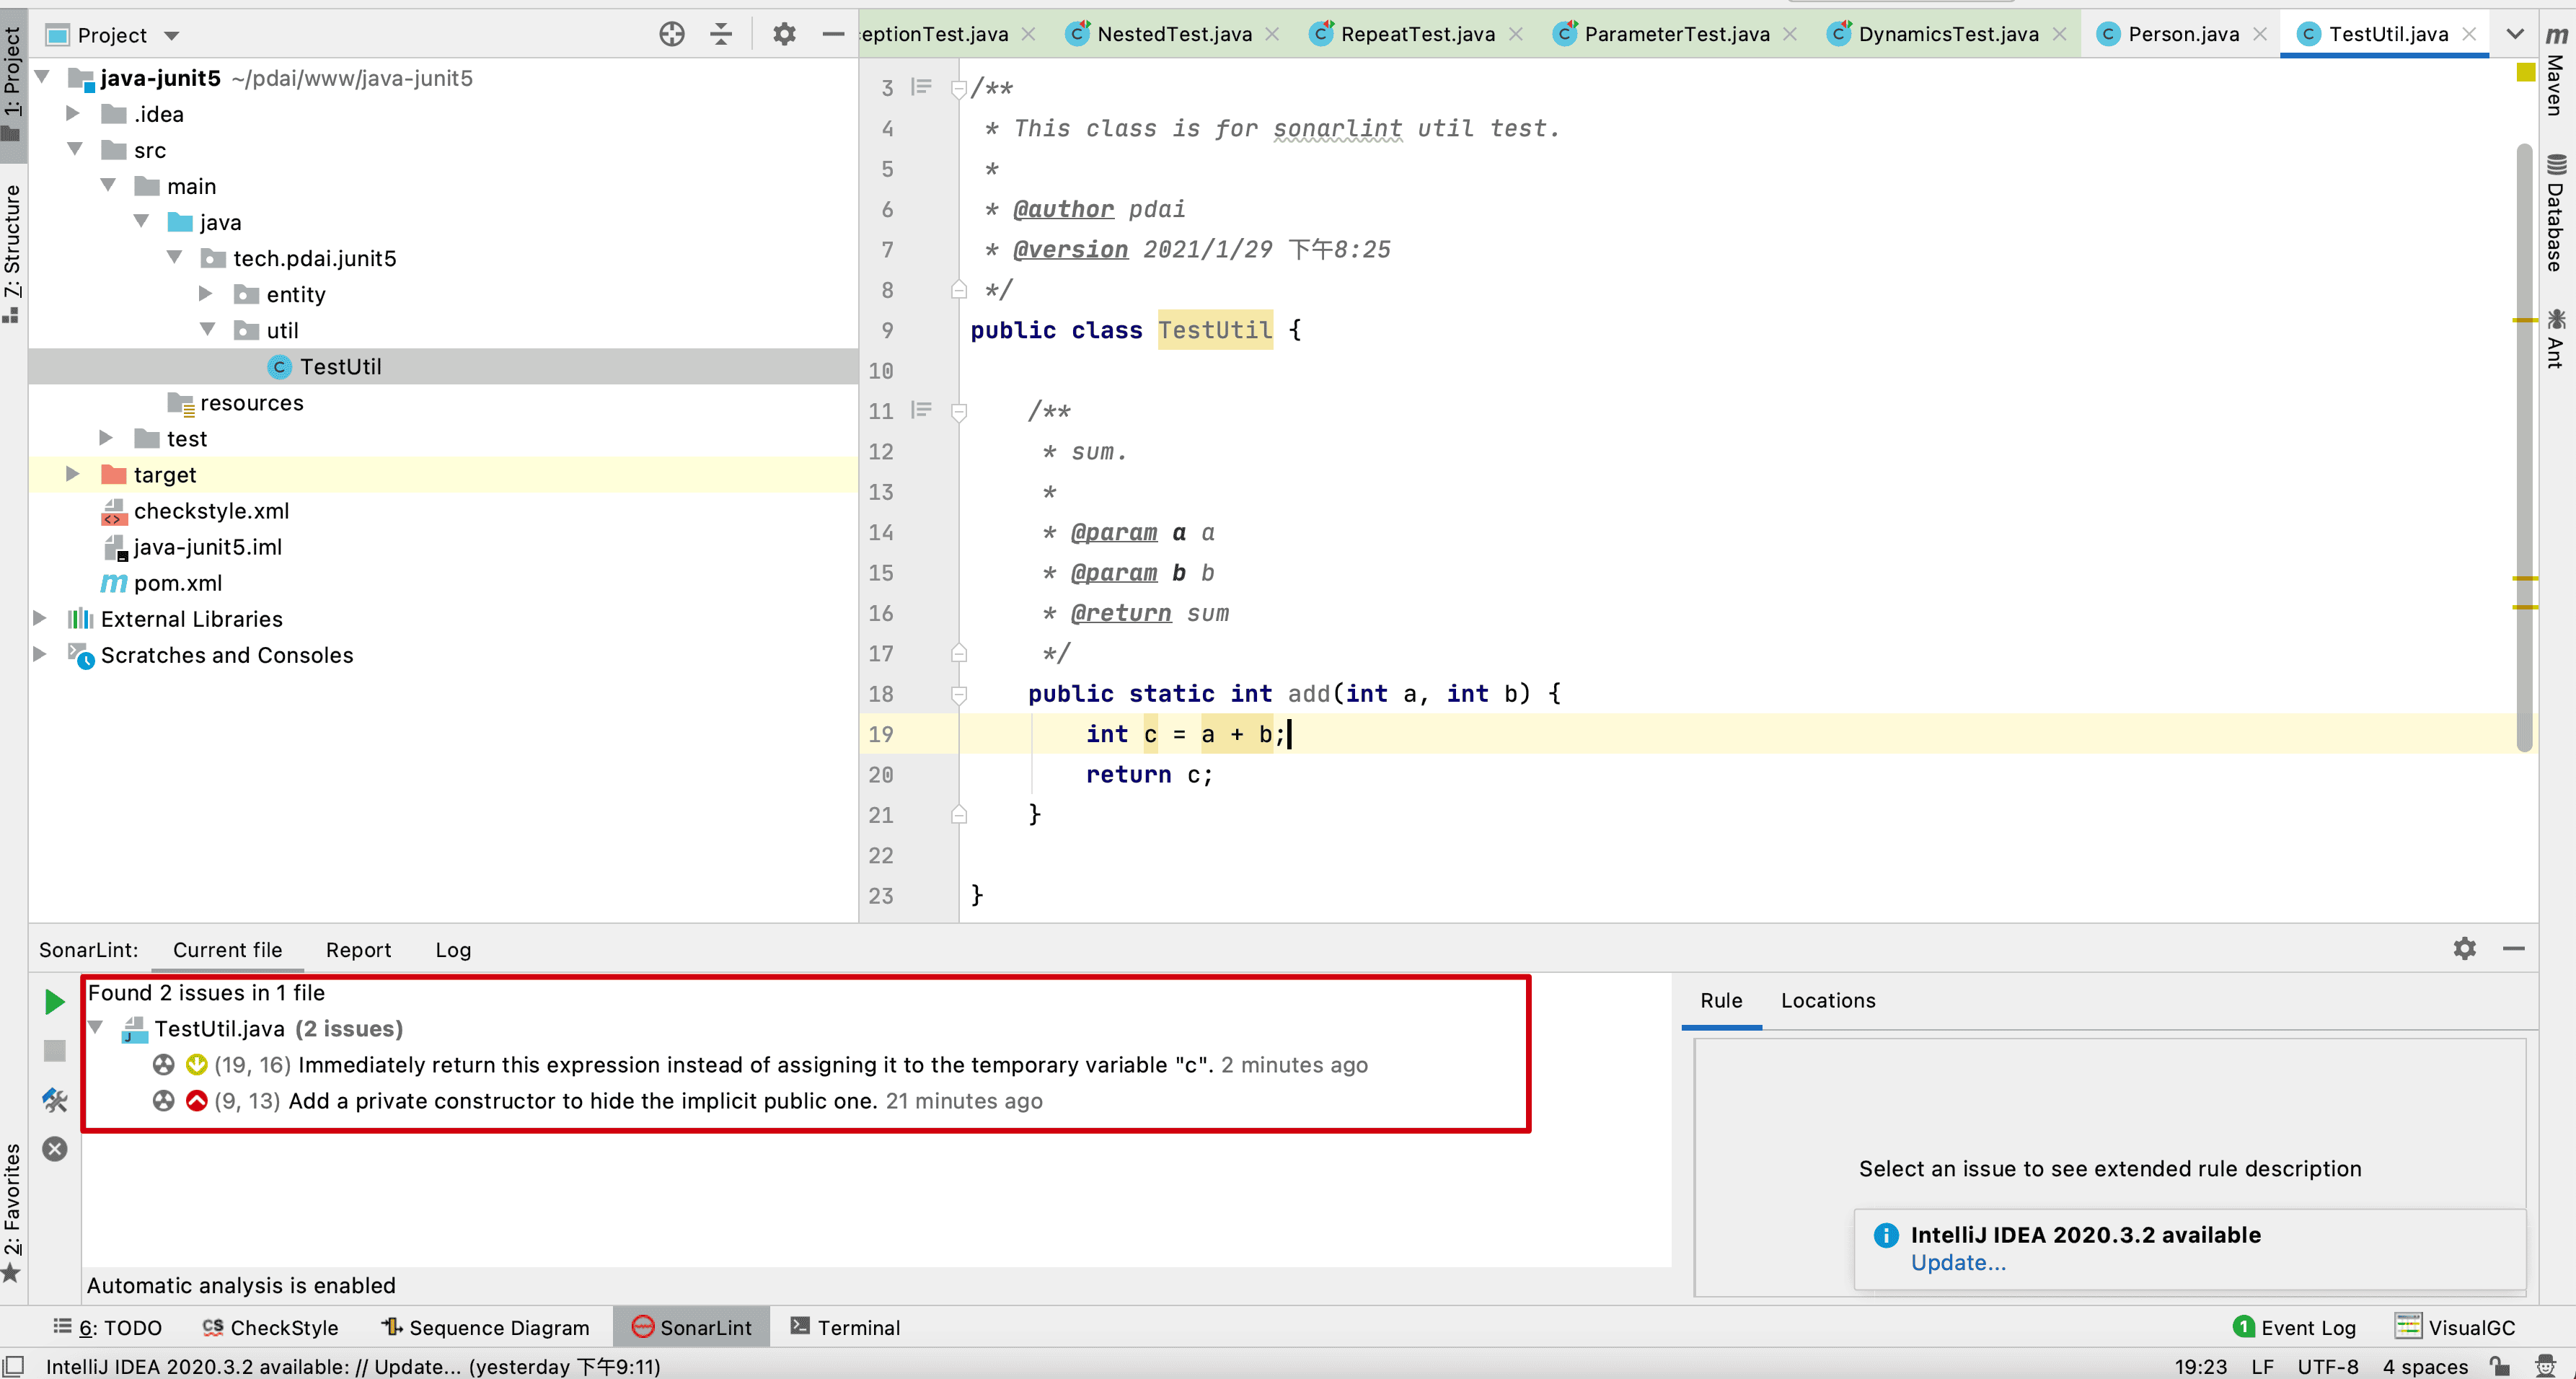 Project
eptionTest.java
NestedTest.java
RepeatTest.java
ParameterTest.java
DynamicsTest.java
Person.java
TestUtil.java
1: Project
7: Structure
2: Favorites
java-junit5 ~/pdai/www/java-junit5
.idea
src
main
java
tech.pdai.junit5
entity
util
TestUtil
resources
test
target
checkstyle.xml
java-junit5.iml
pom.xml
External Libraries
Scratches and Consoles
3 /**
4 * This class is for sonarlint util test.
5 *
6 * @author pdai
7 * @version 2021/1/29 下午8:25
8 */
9 public class TestUtil {
10
11 /**
12 * sum.
13 *
14 * @param a a
15 * @param b b
16 * @return sum
17 */
18 public static int add(int a, int b) {
19 int c = a + b;
20 return c;
21 }
22
23 }
Maven
Database
Ant
SonarLint: Current file Report Log
Found 2 issues in 1 file
TestUtil.java (2 issues)
(19, 16) Immediately return this expression instead of assigning it to the temporary variable "c". 2 minutes ago
(9, 13) Add a private constructor to hide the implicit public one. 21 minutes ago
Automatic analysis is enabled
Rule Locations
Select an issue to see extended rule description
IntelliJ IDEA 2020.3.2 available
Update...
6: TODO CheckStyle Sequence Diagram SonarLint Terminal
1 Event Log VisualGC
IntelliJ IDEA 2020.3.2 available: // Update... (yesterday 下午9:11)
19:23 LF UTF-8 4 spaces